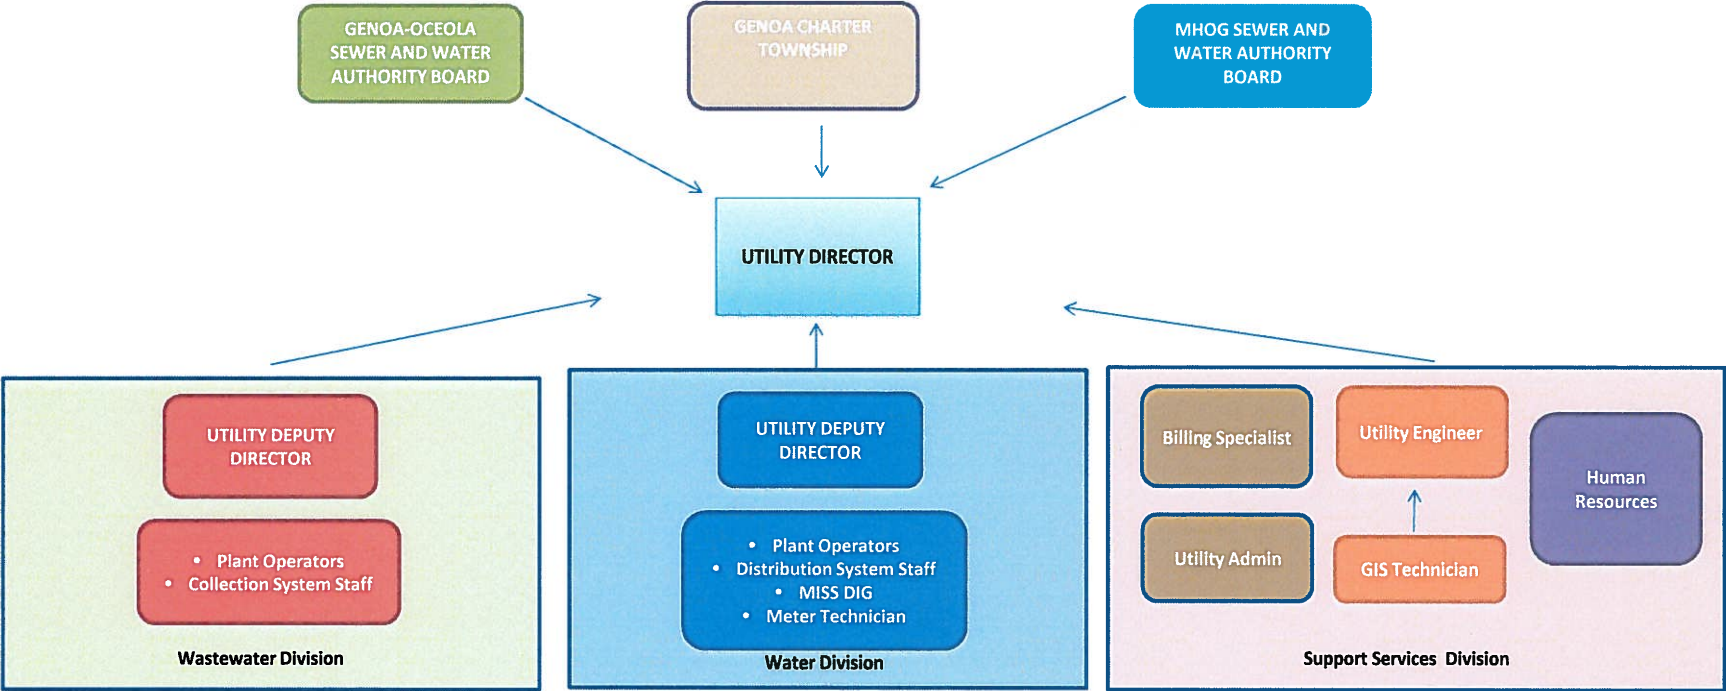 GENOA-OCEOLA
SEWER AND WATER
AUTHORITY BOARD
GENOA CHARTER
TOWNSHIP
MHOG SEWER AND
WATER AUTHORITY
BOARD
UTILITY DIRECTOR
UTILITY DEPUTY
DIRECTOR
• Plant Operators
• Collection System Staff
Wastewater Division
UTILITY DEPUTY
DIRECTOR
• Plant Operators
• Distribution System Staff
• MISS DIG
• Meter Technician
Water Division
Billing Specialist
Utility Engineer
Human
Resources
Utility Admin
GIS Technician
Support Services Division